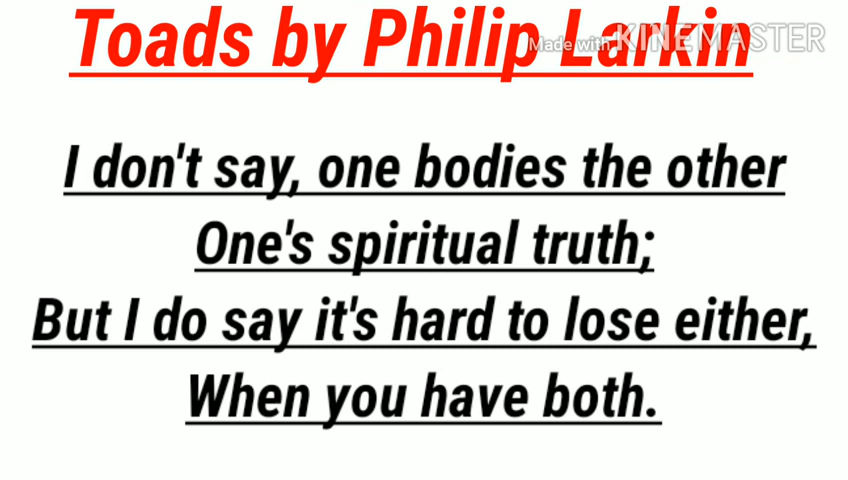 Toads by Philip Larkin
Made with KINEMASTER
I don't say, one bodies the other
One's spiritual truth;
But I do say it's hard to lose either,
When you have both.